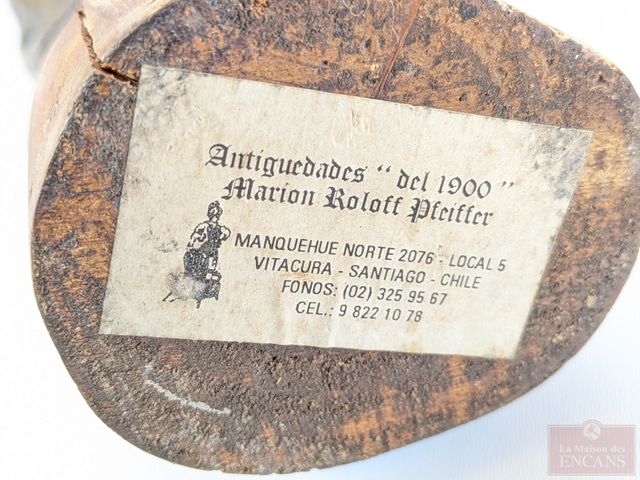 Antiguedades "del 1900"
Marion Roloff Pfeiffer
MANQUEHUE NORTE 2076 - LOCAL 5
VITACURA - SANTIAGO - CHILE
FONOS: (02) 325 95 67
CEL.: 9 822 10 78
La Maison des
ENCANS